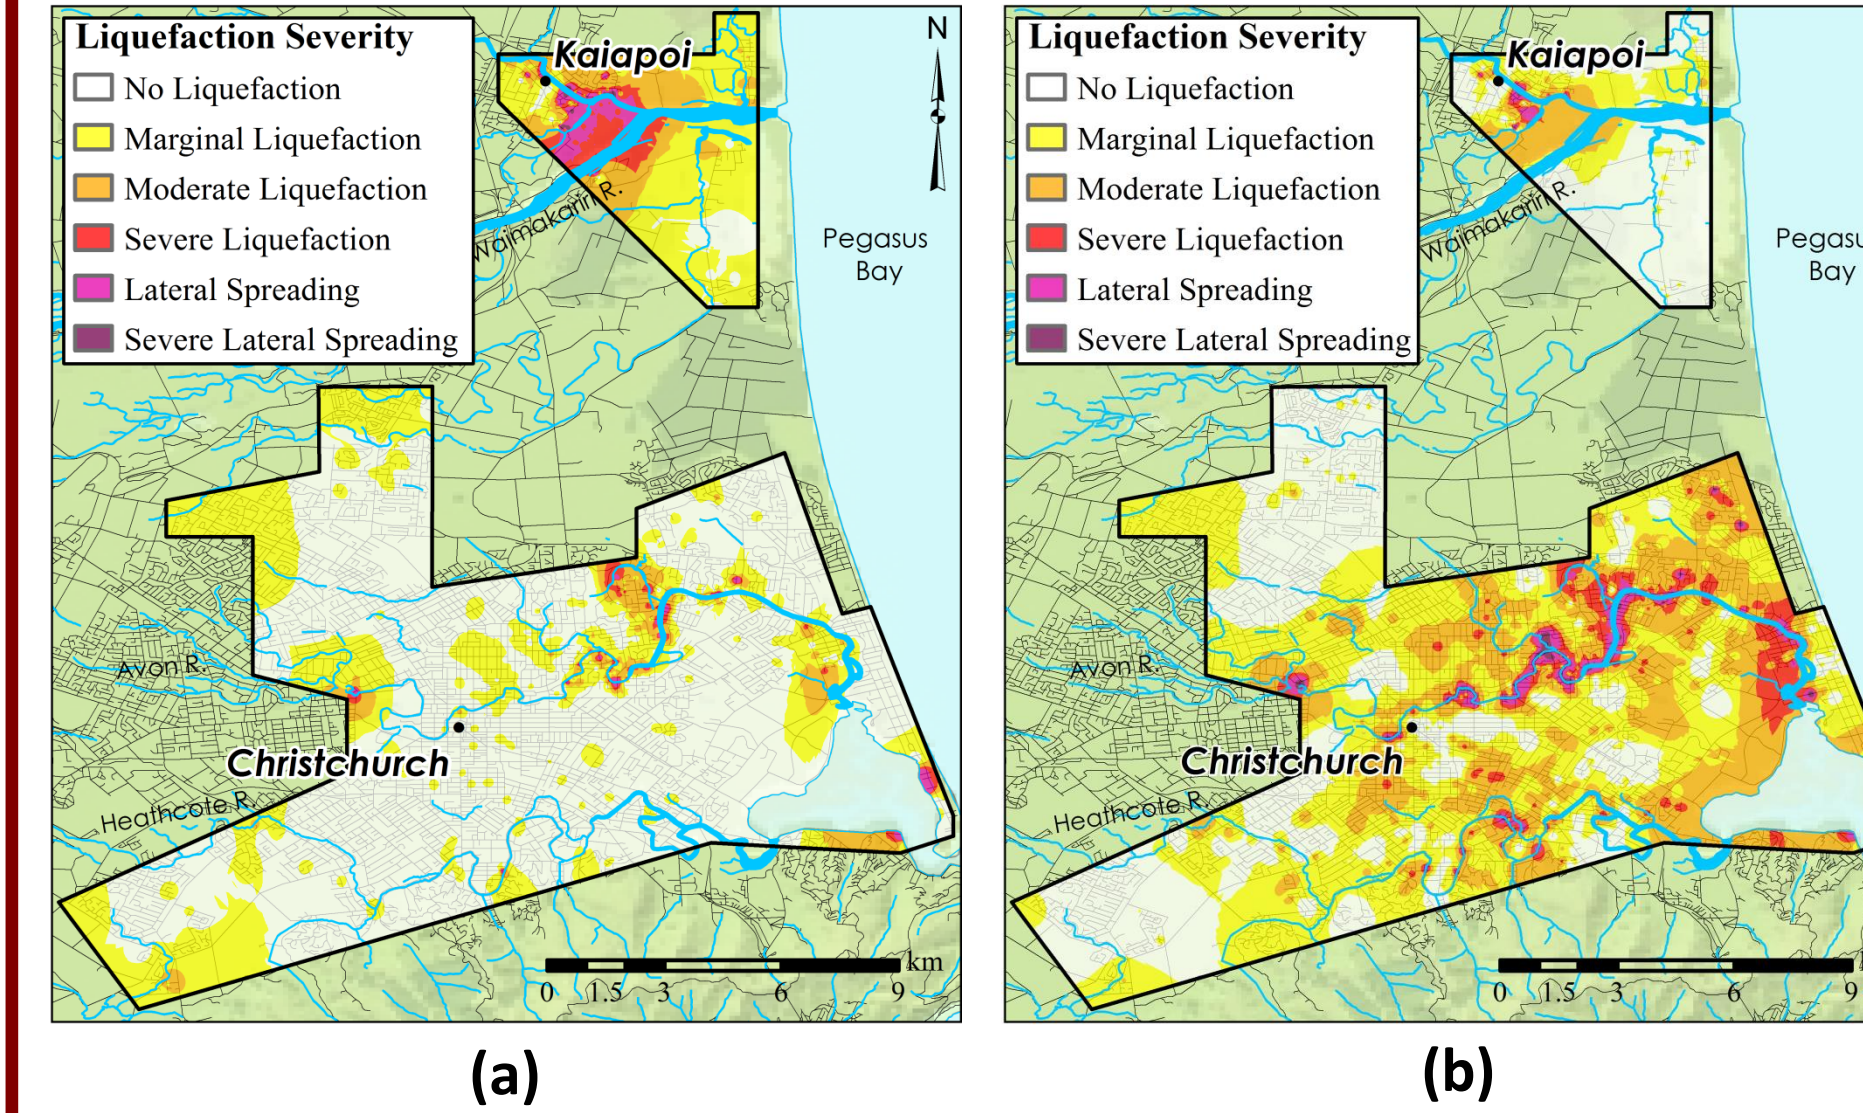 Liquefaction Severity
No Liquefaction
Marginal Liquefaction
Moderate Liquefaction
Severe Liquefaction
Lateral Spreading
Severe Lateral Spreading
Kaiapoi
N
Waimakariri R.
Pegasus
Bay
Avon R.
Christchurch
Heathcote R.
km
0 1.5 3 6 9
(a)
Liquefaction Severity
No Liquefaction
Marginal Liquefaction
Moderate Liquefaction
Severe Liquefaction
Lateral Spreading
Severe Lateral Spreading
Kaiapoi
Waimakariri R.
Pegasu
Bay
Avon R.
Christchurch
Heathcote R.
0 1.5 3 6 9
(b)